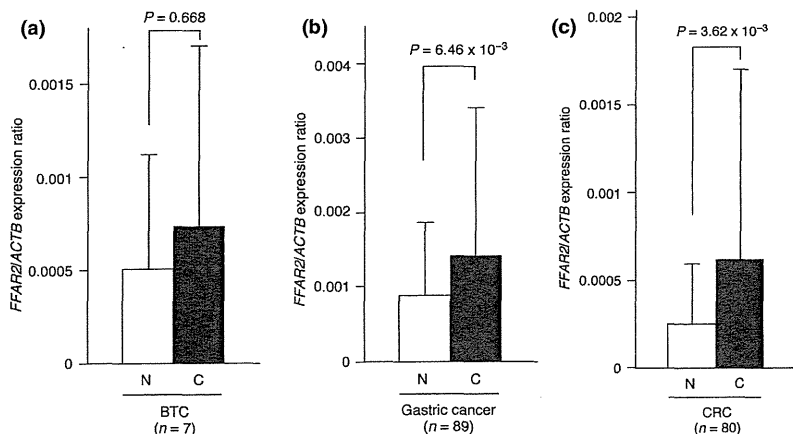 (a)
P = 0.668
FFAR2/ACTB expression ratio
0.0015
0.001
0.0005
0
N C
BTC
(n = 7)
(b)
P = 6.46 x 10⁻³
FFAR2/ACTB expression ratio
0.004
0.003
0.002
0.001
0
N C
Gastric cancer
(n = 89)
(c)
P = 3.62 x 10⁻³
FFAR2/ACTB expression ratio
0.002
0.0015
0.001
0.0005
0
N C
CRC
(n = 80)